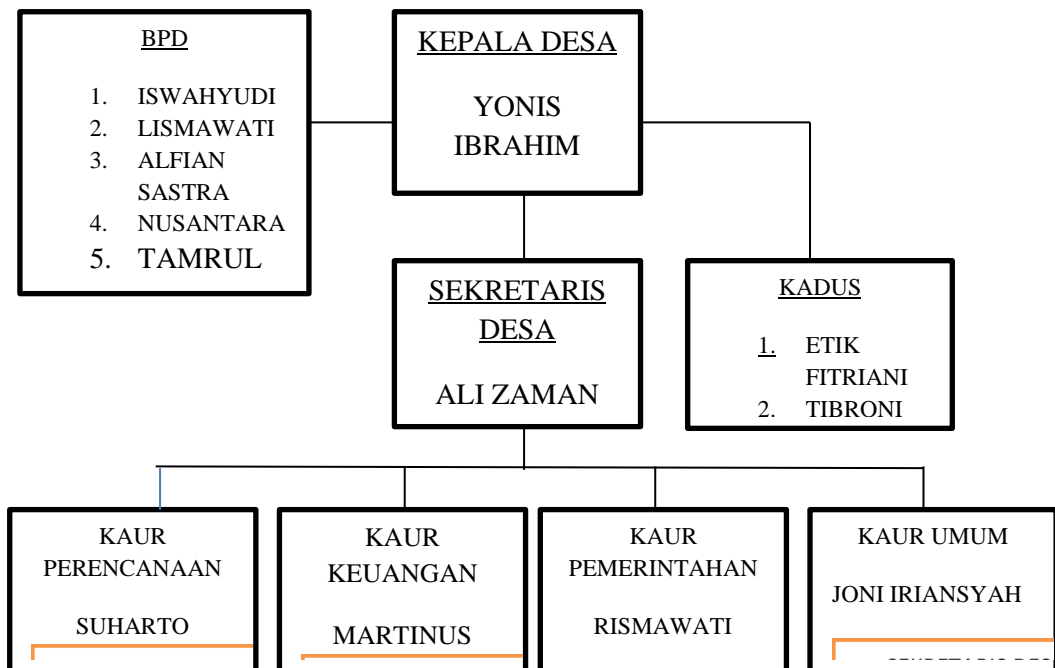 BPD
1. ISWAHYUDI
2. LISMAWATI
3. ALFIAN
SASTRA
4. NUSANTARA
5. TAMRUL
KEPALA DESA
YONIS
IBRAHIM
SEKRETARIS
DESA
ALI ZAMAN
KADUS
1. ETIK
FITRIANI
2. TIBRONI
KAUR
PERENCANAAN
SUHARTO
KAUR
KEUANGAN
MARTINUS
KAUR
PEMERINTAHAN
RISMAWATI
KAUR UMUM
JONI IRIANSYAH